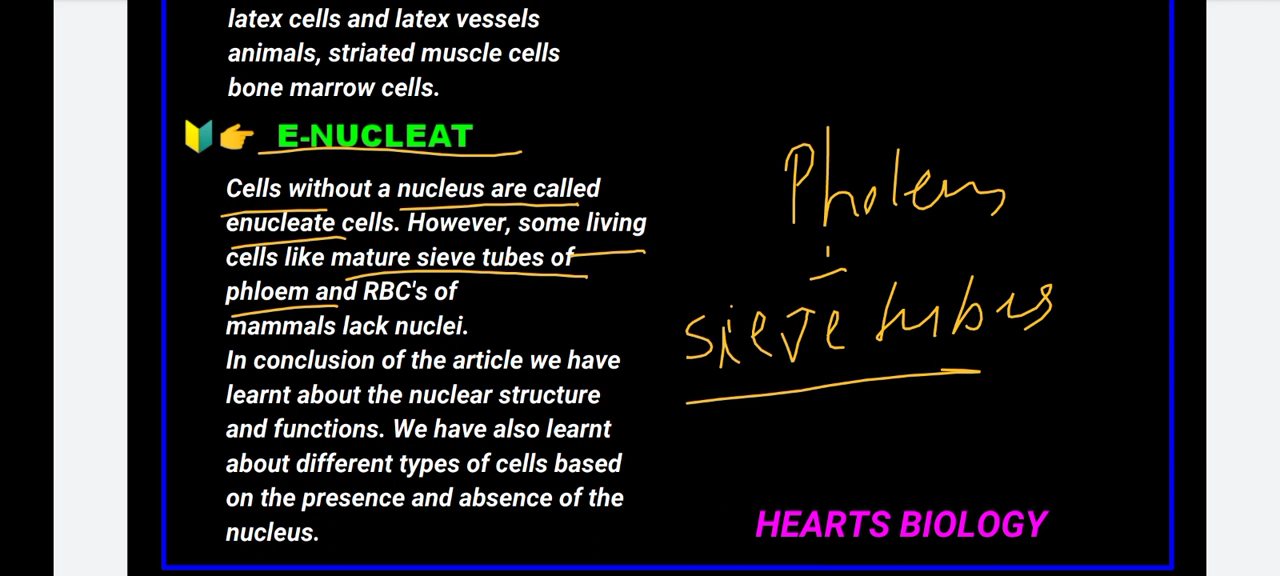 latex cells and latex vessels
animals, striated muscle cells
bone marrow cells.
E-NUCLEAT
Cells without a nucleus are called
enucleate cells. However, some living
cells like mature sieve tubes of
phloem and RBC's of
mammals lack nuclei.
In conclusion of the article we have
learnt about the nuclear structure
and functions. We have also learnt
about different types of cells based
on the presence and absence of the
nucleus.
Pholem
sieve tubes
HEARTS BIOLOGY